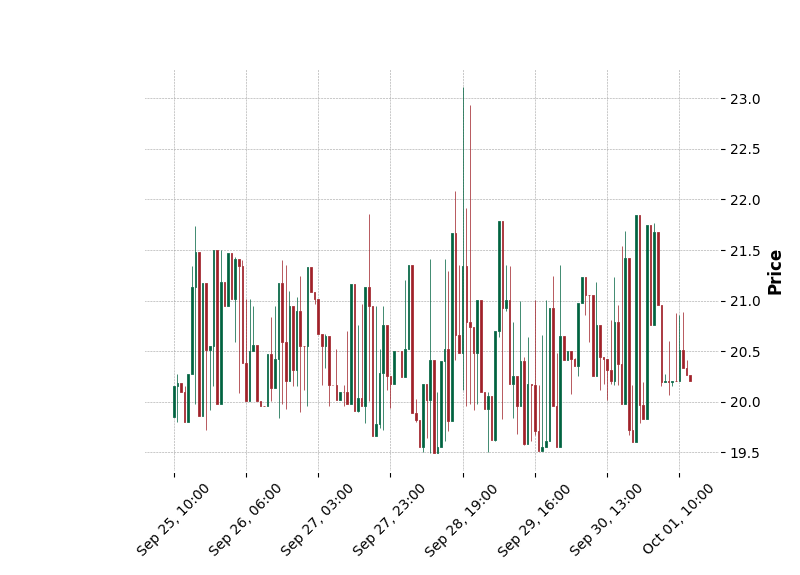 23.0
22.5
22.0
21.5
21.0
20.5
20.0
19.5
Price
Sep 25, 10:00
Sep 26, 06:00
Sep 27, 03:00
Sep 27, 23:00
Sep 28, 19:00
Sep 29, 16:00
Sep 30, 13:00
Oct 01, 10:00